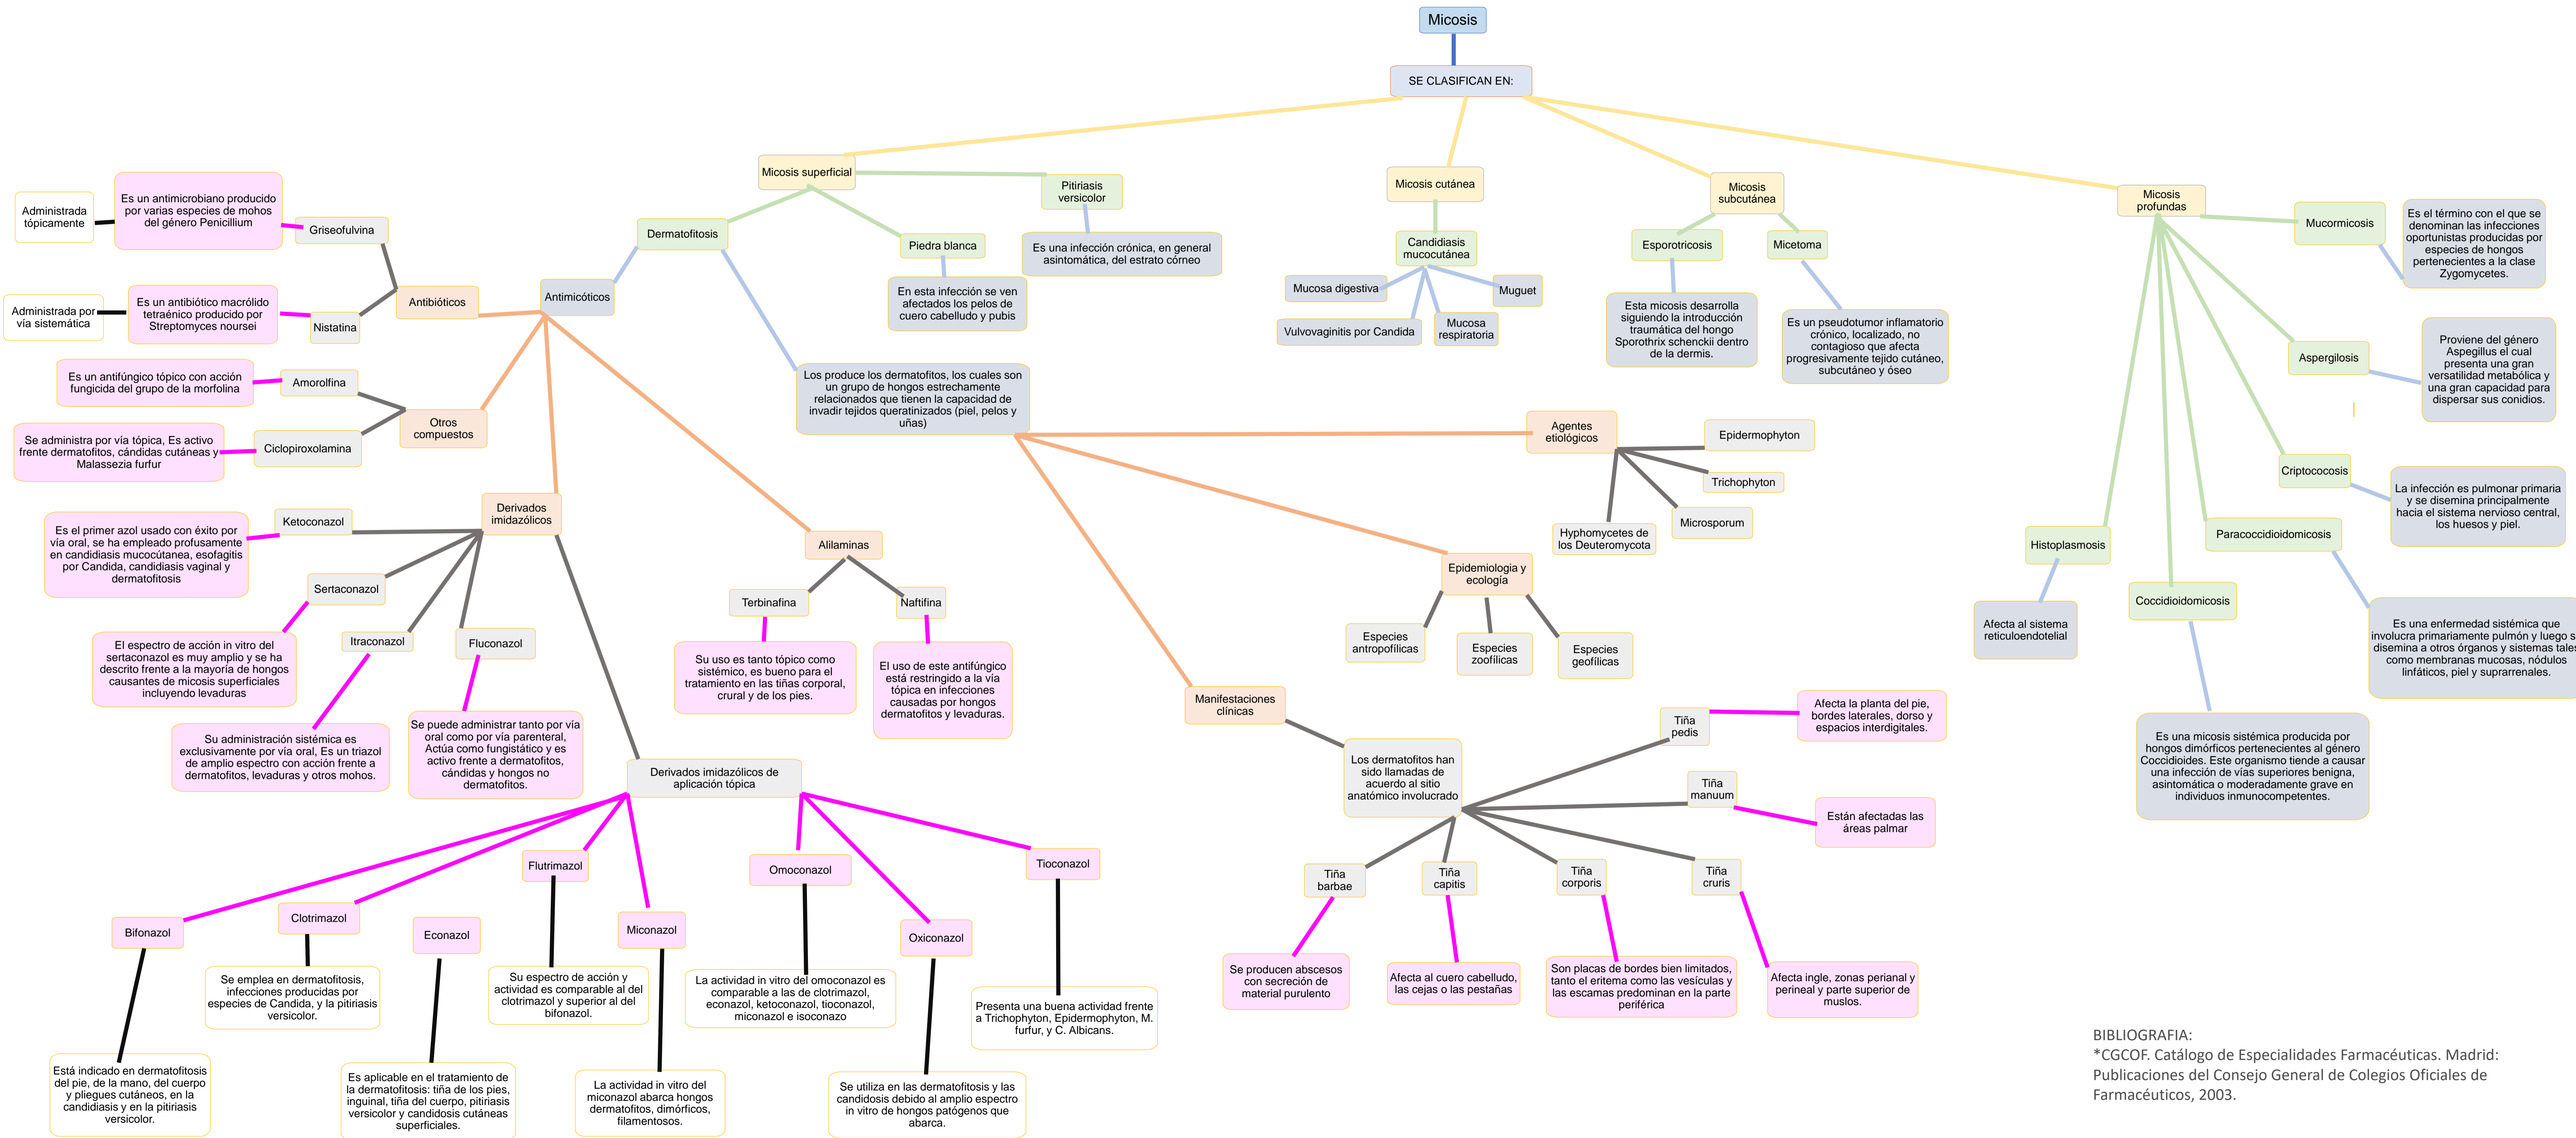 Micosis
SE CLASIFICAN EN:
Micosis superficial
Pitiriasis
versicolor
Es una infección crónica, en general
asintomática, del estrato córneo
Piedra blanca
En esta infección se ven
afectados los pelos de
cuero cabelludo y pubis
Dermatofitosis
Los produce los dermatofitos, los cuales son
un grupo de hongos estrechamente
relacionados que tienen la capacidad de
invadir tejidos queratinizados (piel, pelos y
uñas)
Antimicóticos
Antibióticos
Griseofulvina
Es un antimicrobiano producido
por varias especies de mohos
del género Penicillium
Administrada
tópicamente
Nistatina
Es un antibiótico macrólido
tetraénico producido por
Streptomyces noursei
Administrada por
vía sistemática
Otros
compuestos
Amorolfina
Es un antifúngico tópico con acción
fungicida del grupo de la morfolina
Ciclopiroxolamina
Se administra por vía tópica, Es activo
frente dermatofitos, cándidas cutáneas y
Malassezia furfur
Derivados
imidazólicos
Ketoconazol
Es el primer azol usado con éxito por
vía oral, se ha empleado profusamente
en candidiasis mucocútanea, esofagitis
por Candida, candidiasis vaginal y
dermatofitosis
Sertaconazol
El espectro de acción in vitro del
sertaconazol es muy amplio y se ha
descrito frente a la mayoría de hongos
causantes de micosis superficiales
incluyendo levaduras
Itraconazol
Su administración sistémica es
exclusivamente por vía oral, Es un triazol
de amplio espectro con acción frente a
dermatofitos, levaduras y otros mohos.
Fluconazol
Se puede administrar tanto por vía
oral como por vía parenteral,
Actúa como fungistático y es
activo frente a dermatofitos,
cándidas y hongos no
dermatofitos.
Alilaminas
Terbinafina
Su uso es tanto tópico como
sistémico, es bueno para el
tratamiento en las tiñas corporal,
crural y de los pies.
Naftifina
El uso de este antifúngico
está restringido a la vía
tópica en infecciones
causadas por hongos
dermatofitos y levaduras.
Derivados imidazólicos de
aplicación tópica
Bifonazol
Está indicado en dermatofitosis
del pie, de la mano, del cuerpo
y pliegues cutáneos, en la
candidiasis y en la pitiriasis
versicolor.
Clotrimazol
Se emplea en dermatofitosis,
infecciones producidas por
especies de Candida, y la pitiriasis
versicolor.
Econazol
Es aplicable en el tratamiento de
la dermatofitosis: tiña de los pies,
inguinal, tiña del cuerpo, pitiriasis
versicolor y candidosis cutáneas
superficiales.
Flutrimazol
Su espectro de acción y
actividad es comparable al del
clotrimazol y superior al del
bifonazol.
Miconazol
La actividad in vitro del
miconazol abarca hongos
dermatofitos, dimórficos,
filamentosos.
Omoconazol
La actividad in vitro del omoconazol es
comparable a las de clotrimazol,
econazol, ketoconazol, tioconazol,
miconazol e isoconazo
Oxiconazol
Se utiliza en las dermatofitosis y las
candidosis debido al amplio espectro
in vitro de hongos patógenos que
abarca.
Tioconazol
Presenta una buena actividad frente
a Trichophyton, Epidermophyton, M.
furfur, y C. Albicans.
Agentes
etiológicos
Epidermophyton
Trichophyton
Microsporum
Hyphomycetes de
los Deuteromycota
Epidemiologia y
ecología
Especies
antropofílicas
Especies
zoofílicas
Especies
geofílicas
Manifestaciones
clínicas
Los dermatofitos han
sido llamadas de
acuerdo al sitio
anatómico involucrado
Tiña
pedis
Afecta la planta del pie,
bordes laterales, dorso y
espacios interdigitales.
Tiña
manuum
Están afectadas las
áreas palmar
Tiña
barbae
Se producen abscesos
con secreción de
material purulento
Tiña
capitis
Afecta al cuero cabelludo,
las cejas o las pestañas
Tiña
corporis
Son placas de bordes bien limitados,
tanto el eritema como las vesículas y
las escamas predominan en la parte
periférica
Tiña
cruris
Afecta ingle, zonas perianal y
perineal y parte superior de
muslos.
Micosis cutánea
Candidiasis
mucocutánea
Mucosa digestiva
Vulvovaginitis por Candida
Mucosa
respiratoria
Muguet
Micosis
subcutánea
Esporotricosis
Esta micosis desarrolla
siguiendo la introducción
traumática del hongo
Sporothrix schenckii dentro
de la dermis.
Micetoma
Es un pseudotumor inflamatorio
crónico, localizado, no
contagioso que afecta
progresivamente tejido cutáneo,
subcutáneo y óseo
Micosis
profundas
Mucormicosis
Es el término con el que se
denominan las infecciones
oportunistas producidas por
especies de hongos
pertenecientes a la clase
Zygomycetes.
Aspergilosis
Proviene del género
Aspegillus el cual
presenta una gran
versatilidad metabólica y
una gran capacidad para
dispersar sus conidios.
Criptococosis
La infección es pulmonar primaria
y se disemina principalmente
hacia el sistema nervioso central,
los huesos y piel.
Paracoccidioidomicosis
Es una enfermedad sistémica que
involucra primariamente pulmón y luego s
disemina a otros órganos y sistemas tales
como membranas mucosas, nódulos
linfáticos, piel y suprarrenales.
Coccidioidomicosis
Es una micosis sistémica producida por
hongos dimórficos pertenecientes al género
Coccidioides. Este organismo tiende a causar
una infección de vías superiores benigna,
asintomática o moderadamente grave en
individuos inmunocompetentes.
Histoplasmosis
Afecta al sistema
reticuloendotelial
BIBLIOGRAFIA:
*CGCOF. Catálogo de Especialidades Farmacéuticas. Madrid:
Publicaciones del Consejo General de Colegios Oficiales de
Farmacéuticos, 2003.